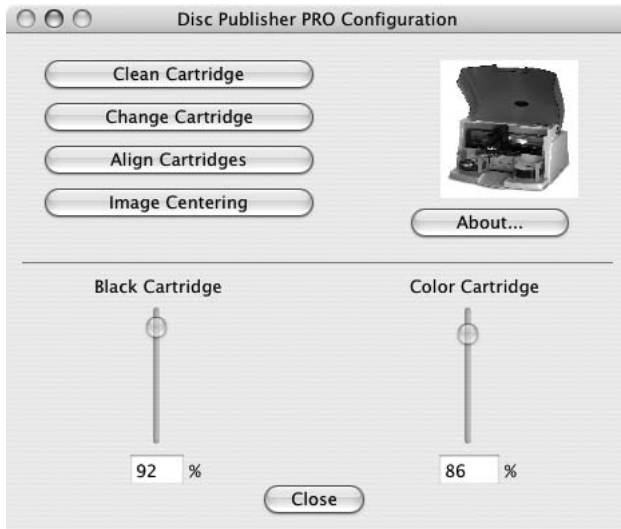 Disc Publisher PRO Configuration
Clean Cartridge
Change Cartridge
Align Cartridges
Image Centering
About...
Black Cartridge
Color Cartridge
92 %
86 %
Close